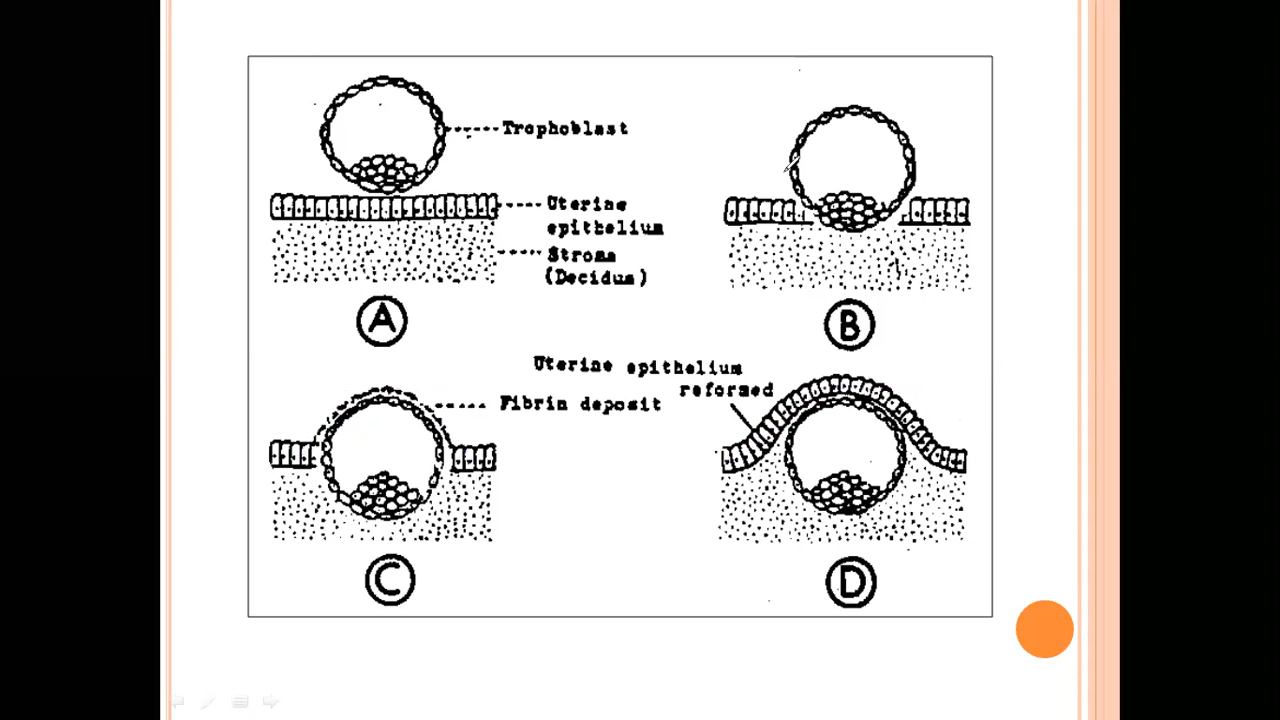 Trophoblast
Uterine
epithelium
Stroma
(Decidua)
A
B
Uterine epithelium
reformed
Fibrin deposit
C
D